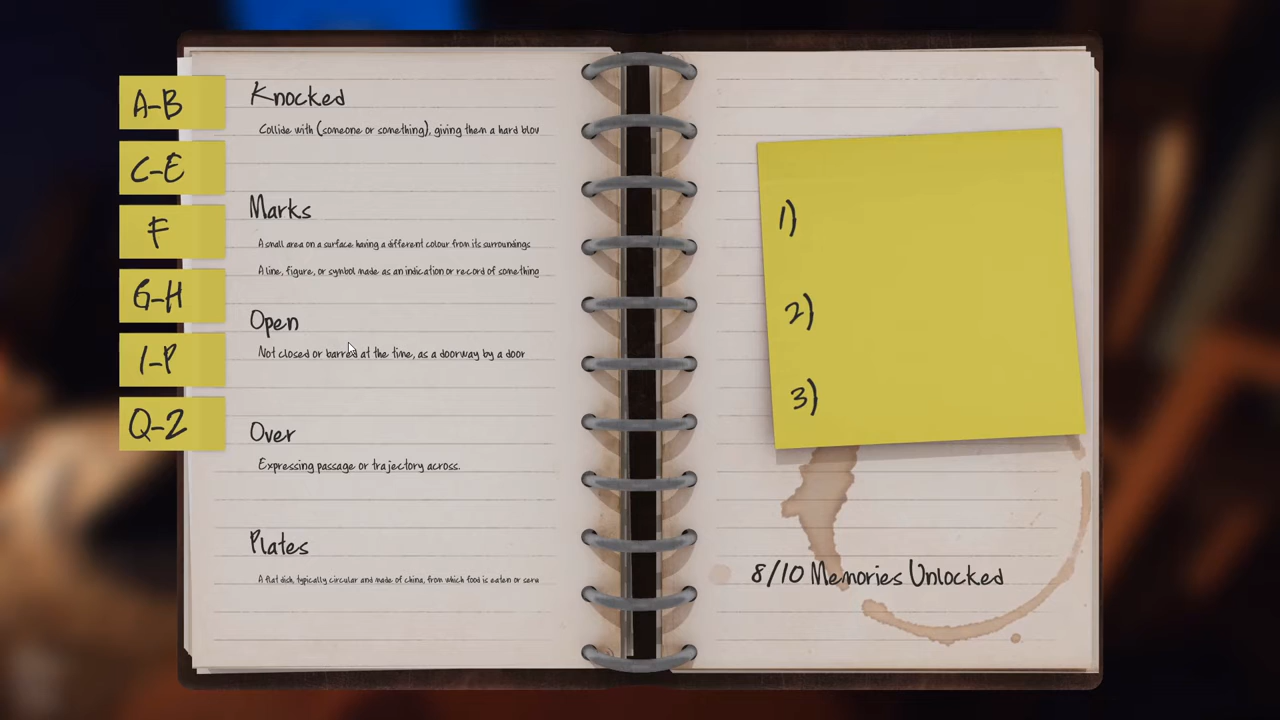 A-B
C-E
F
G-H
I-P
Q-Z
Knocked
Collide with (someone or something), giving them a hard blow
Marks
A small area on a surface having a different colour from its surroundings
A line, figure, or symbol made as an indication or record of something
Open
Not closed or barred at the time, as a doorway by a door
Over
Expressing passage or trajectory across.
Plates
A flat dish, typically circular and made of china, from which food is eaten or serv
1)
2)
3)
8/10 Memories Unlocked